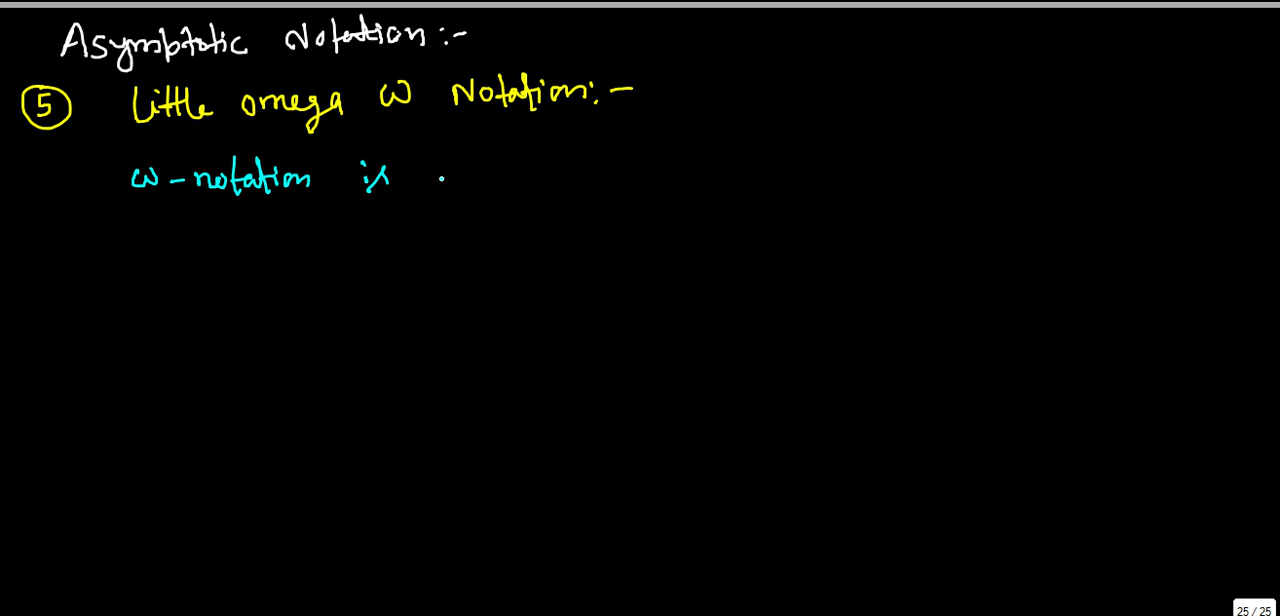 Asymptotic Notation :-
5 Little omega ω Notation :-
ω - notation is
25 / 25